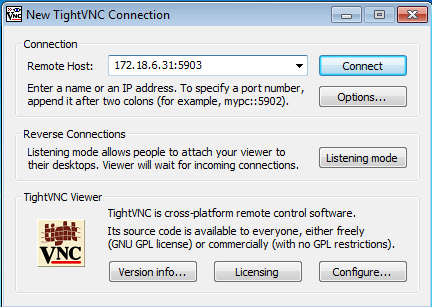 New TightVNC Connection
Connection
Remote Host:
172.18.6.31:5903
Connect
Enter a name or an IP address. To specify a port number,
append it after two colons (for example, mypc::5902).
Options...
Reverse Connections
Listening mode allows people to attach your viewer to
their desktops. Viewer will wait for incoming connections.
Listening mode
TightVNC Viewer
TightVNC is cross-platform remote control software.
Its source code is available to everyone, either freely
(GNU GPL license) or commercially (with no GPL restrictions).
VNC
Version info...
Licensing
Configure...